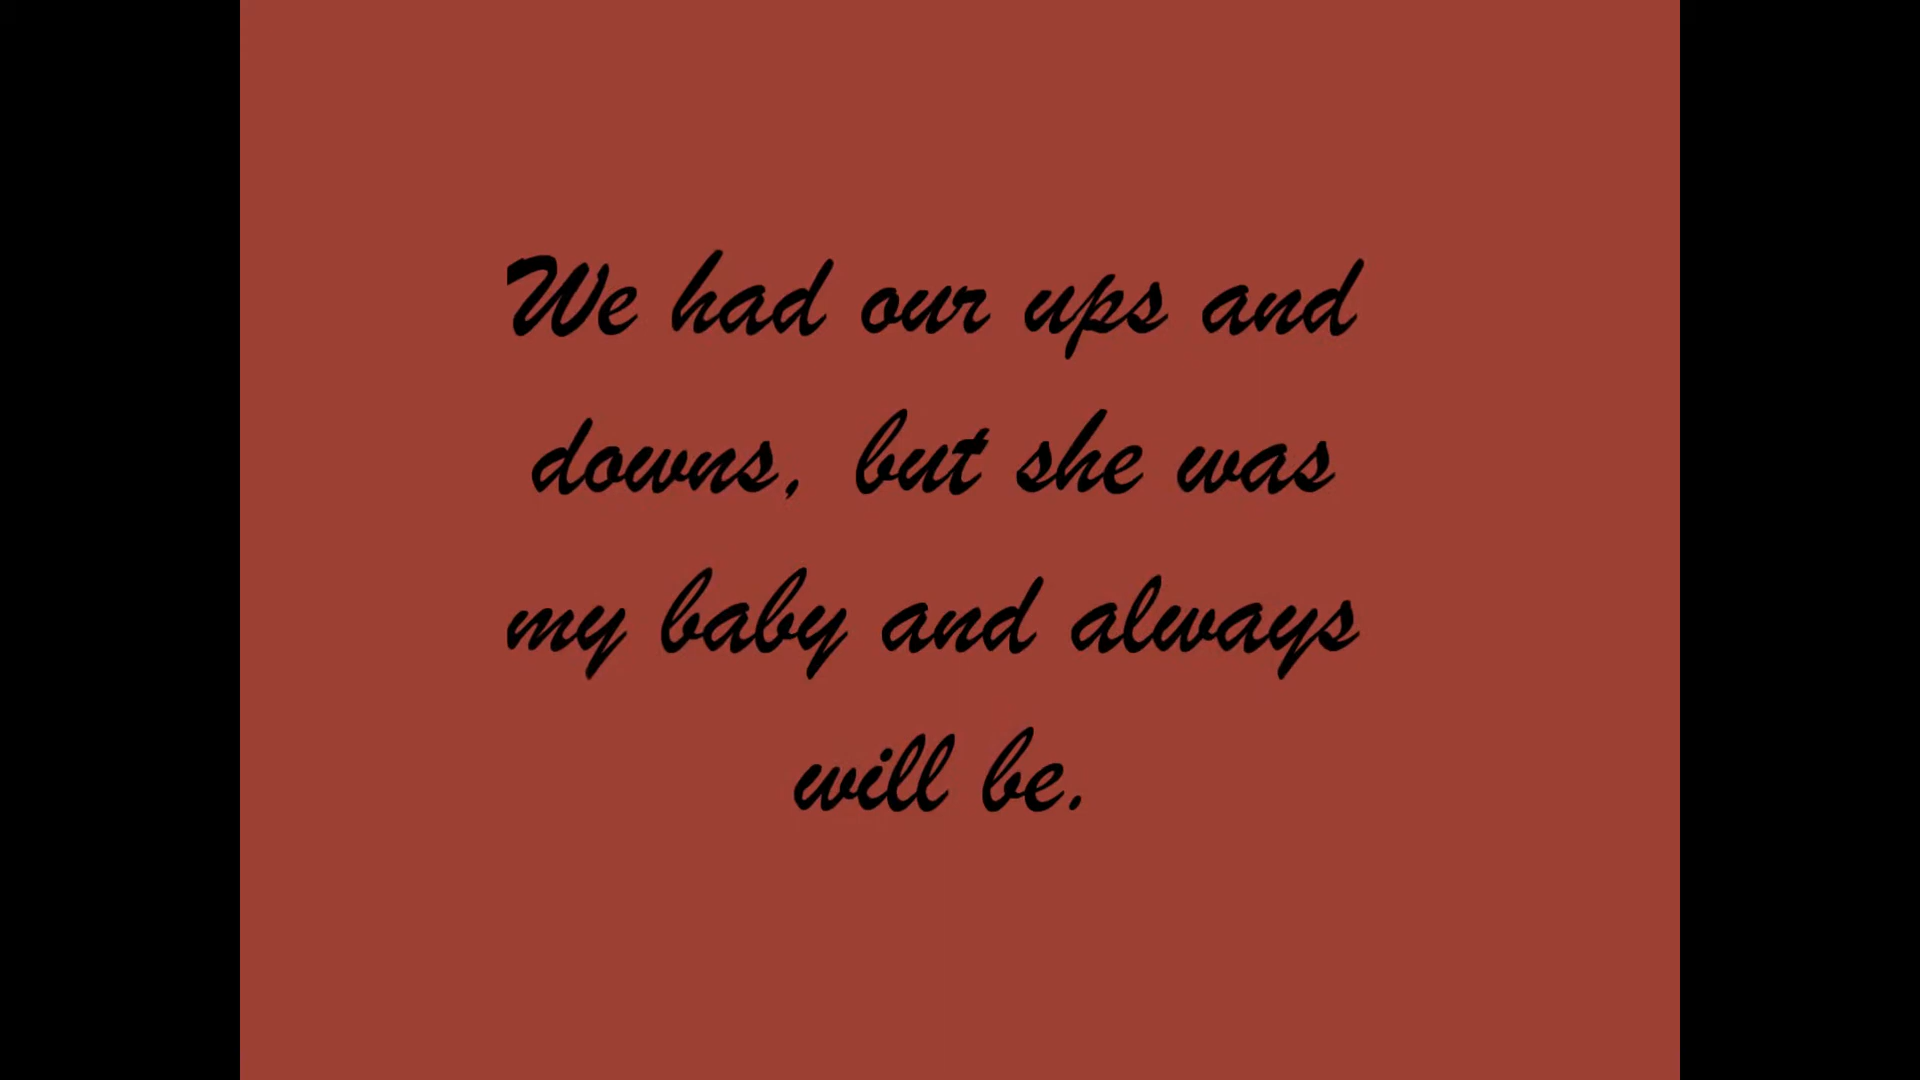 We had our ups and
downs, but she was
my baby and always
will be.